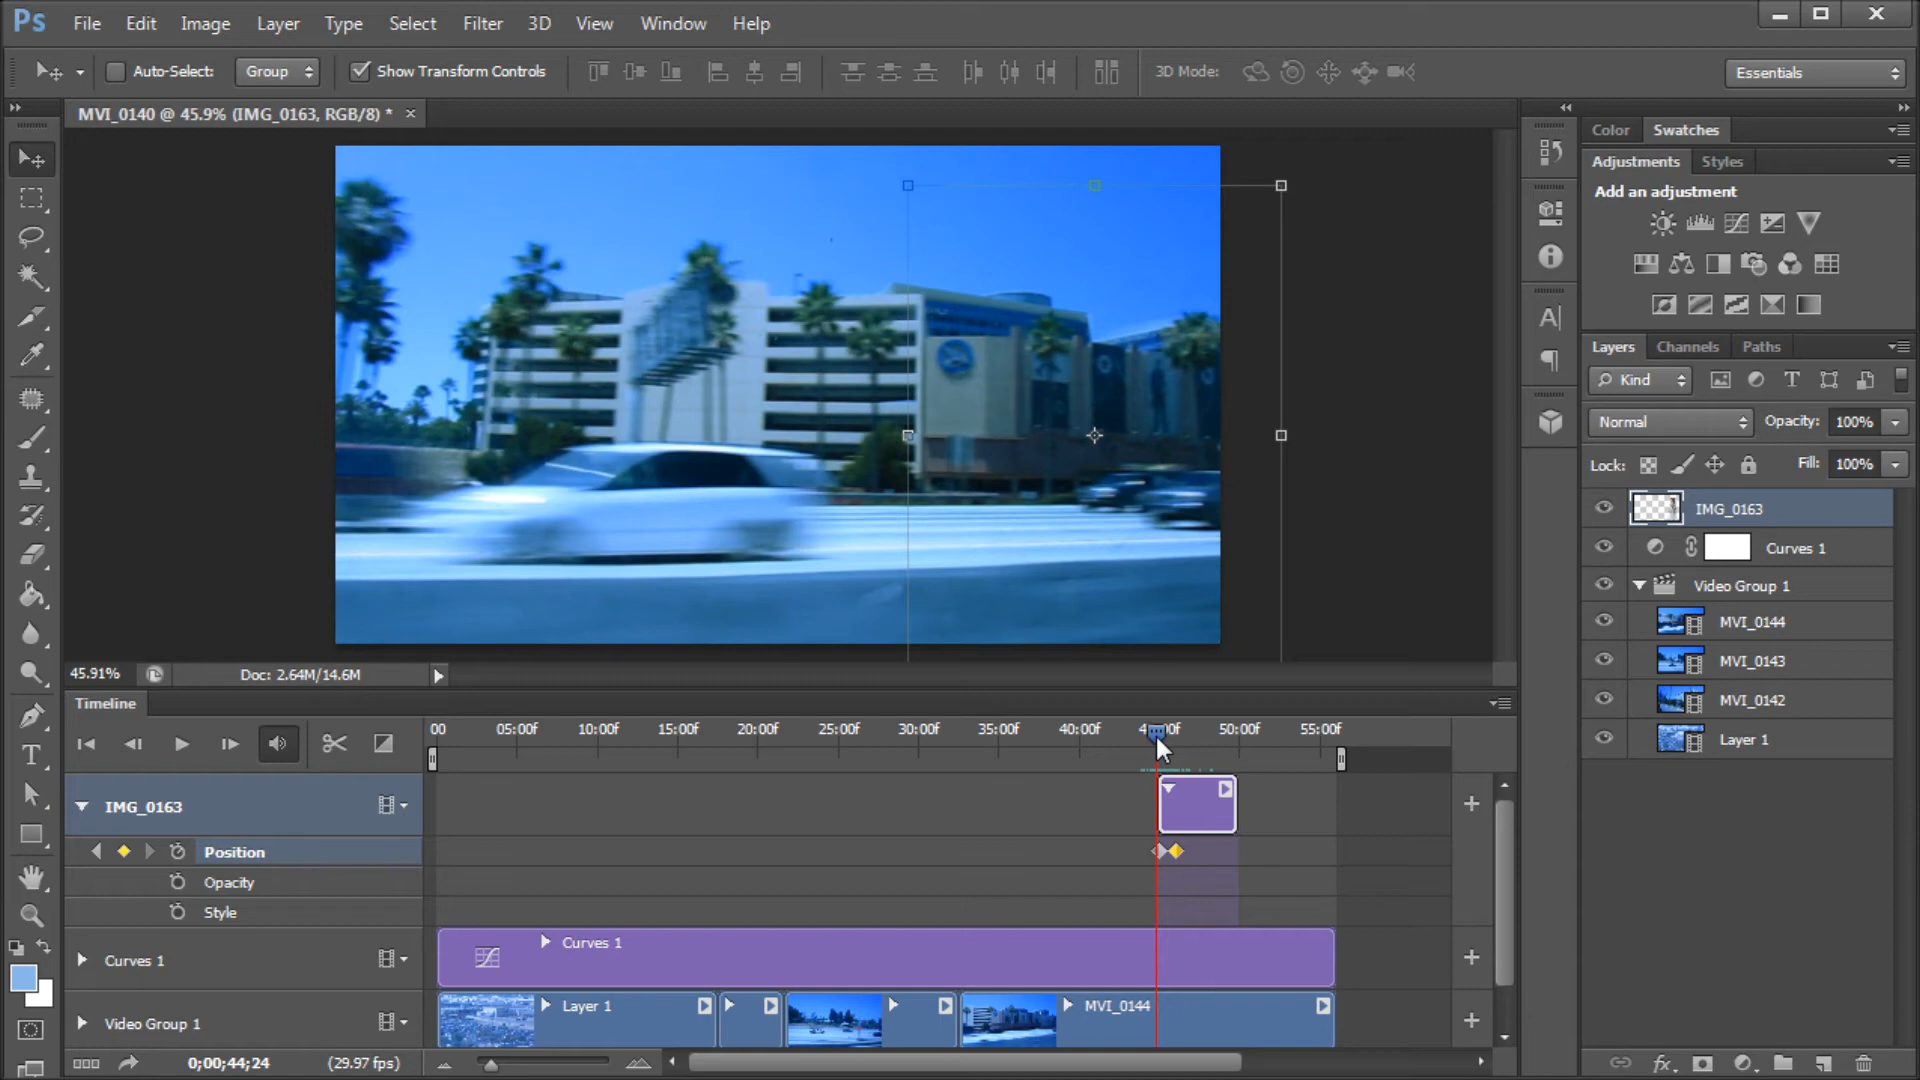 Ps File Edit Image Layer Type Select Filter 3D View Window Help
Auto-Select: Group Show Transform Controls 3D Mode: Essentials
MVI_0140 @ 45.9% (IMG_0163, RGB/8) * ×
Color Swatches
Adjustments Styles
Add an adjustment
Layers Channels Paths
Kind
Normal Opacity: 100%
Lock: Fill: 100%
IMG_0163
Curves 1
Video Group 1
MVI_0144
MVI_0143
MVI_0142
Layer 1
45.91% Doc: 2.64M/14.6M
Timeline
00 05:00f 10:00f 15:00f 20:00f 25:00f 30:00f 35:00f 40:00f 50:00f 55:00f
IMG_0163
Position
Opacity
Style
Curves 1 Curves 1
Video Group 1 Layer 1 MVI_0144
0;00;44;24 (29.97 fps)